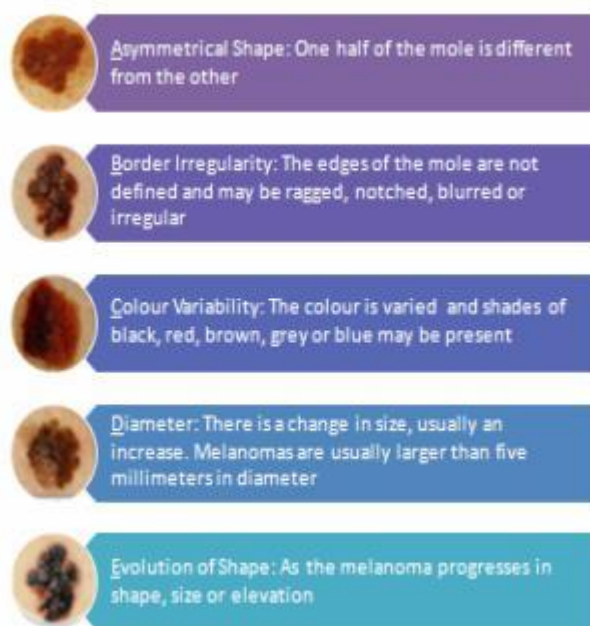 Asymmetrical Shape: One half of the mole is different
from the other
Border Irregularity: The edges of the mole are not
defined and may be ragged, notched, blurred or
irregular
Colour Variability: The colour is varied and shades of
black, red, brown, grey or blue may be present
Diameter: There is a change in size, usually an
increase. Melanomas are usually larger than five
millimeters in diameter
Evolution of Shape: As the melanoma progresses in
shape, size or elevation